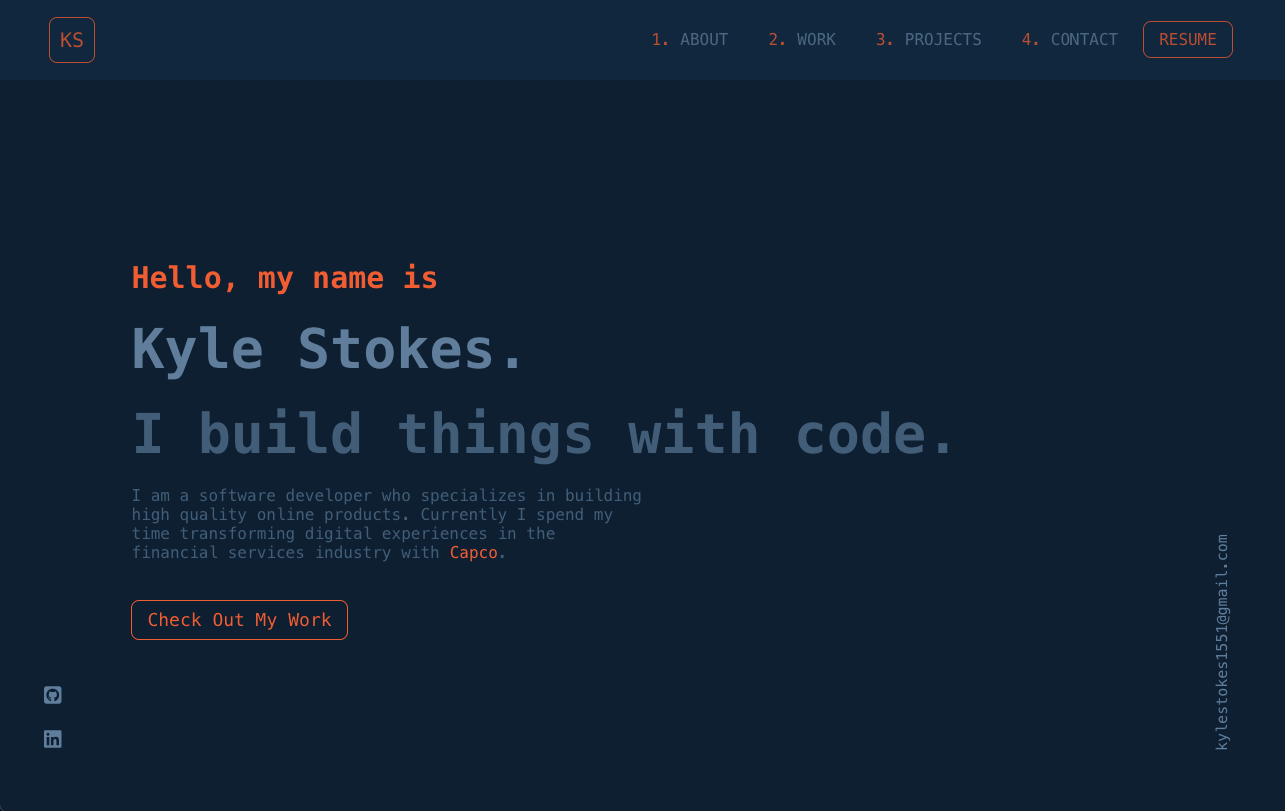 KS
1. ABOUT
2. WORK
3. PROJECTS
4. CONTACT
RESUME
Hello, my name is
Kyle Stokes.
I build things with code.
I am a software developer who specializes in building
high quality online products. Currently I spend my
time transforming digital experiences in the
financial services industry with Capco.
Check Out My Work
in
kylestokes1551@gmail.com